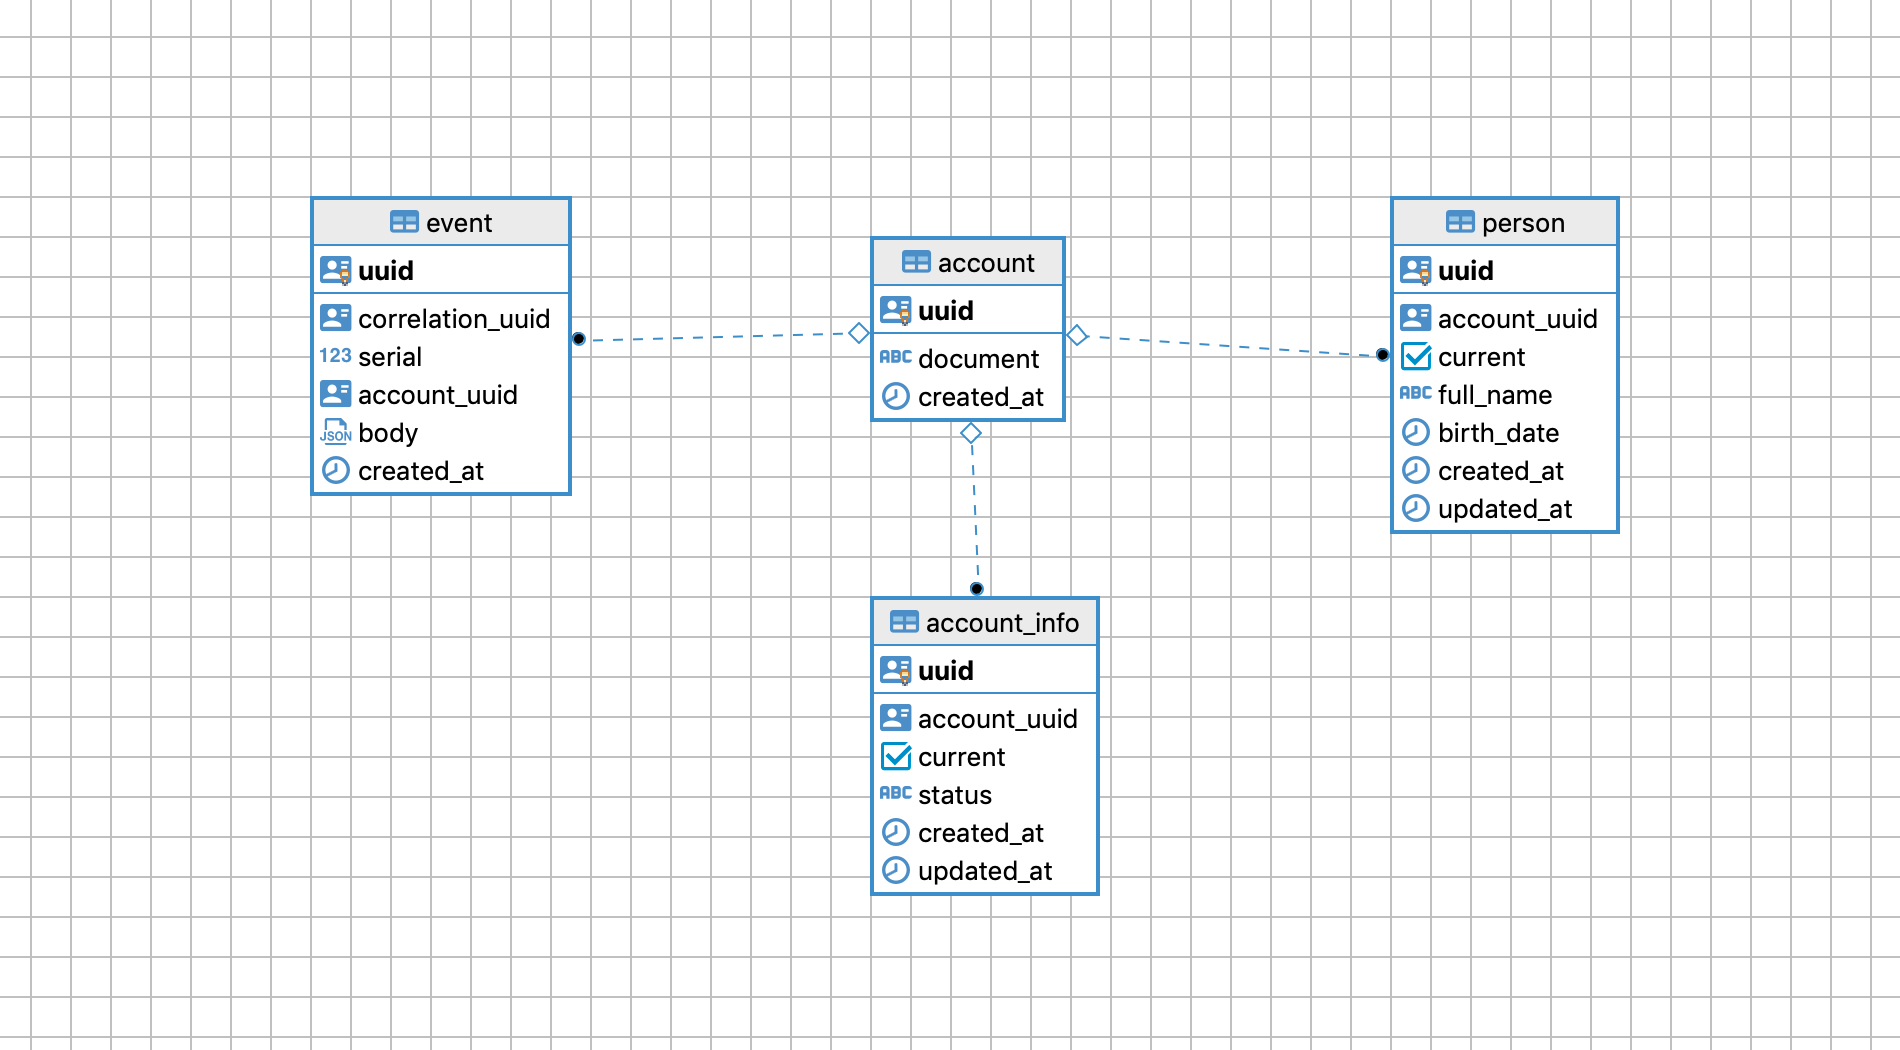 event
uuid
correlation_uuid
123 serial
account_uuid
JSON body
created_at
account
uuid
ABC document
created_at
person
uuid
account_uuid
current
ABC full_name
birth_date
created_at
updated_at
account_info
uuid
account_uuid
current
ABC status
created_at
updated_at